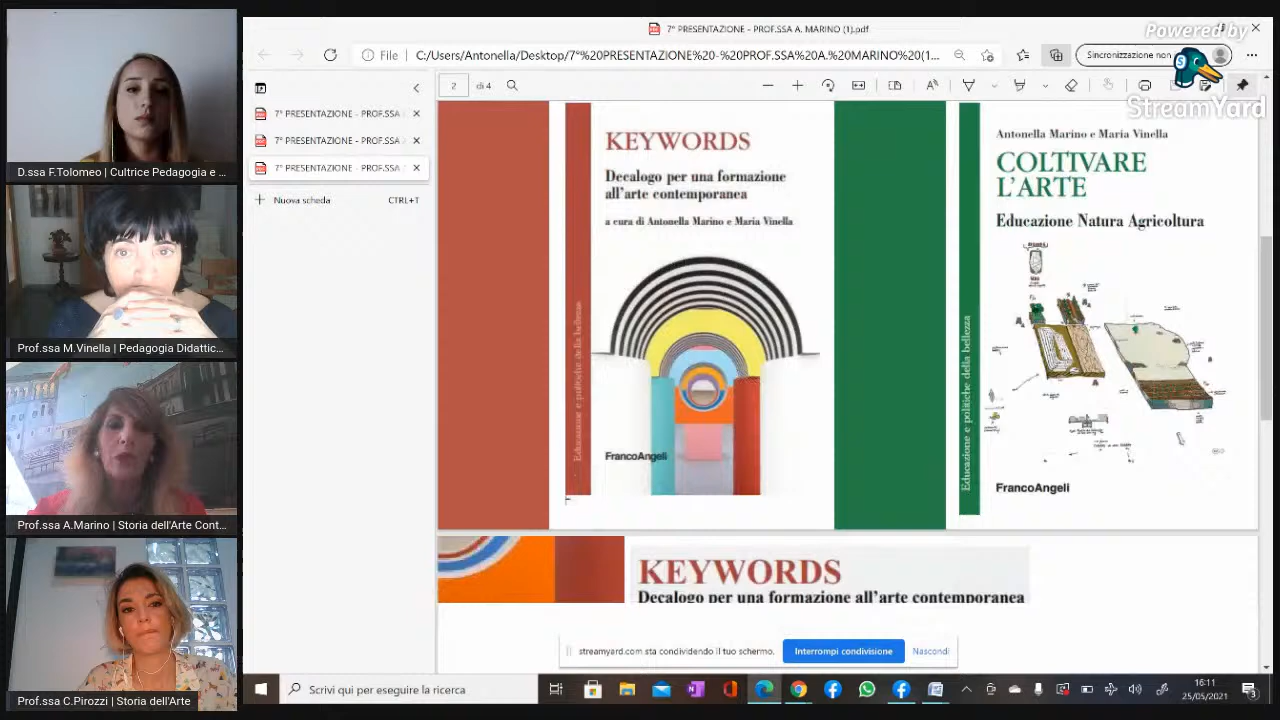 D.ssa F.Tolomeo | Cultrice Pedagogia e ...
Prof.ssa M.Vinella | Pedagogia Didattic...
Prof.ssa A.Marino | Storia dell'Arte Cont...
Prof.ssa C.Pirozzi | Storia dell'Arte
7° PRESENTAZIONE - PROF.SSA A. MARINO (1).pdf
Powered by
StreamYard
File
C:/Users/Antonella/Desktop/7°%20PRESENTAZIONE%20-%20PROF.SSA%20A.%20MARINO%20(1...
Sincronizzazione non
2 di 4
7° PRESENTAZIONE - PROF.SSA
7° PRESENTAZIONE - PROF.SSA
7° PRESENTAZIONE - PROF.SSA
Nuova scheda CTRL+T
KEYWORDS
Decalogo per una formazione
all'arte contemporanea
a cura di Antonella Marino e Maria Vinella
Educazione e politiche della bellezza
FrancoAngeli
Antonella Marino e Maria Vinella
COLTIVARE
L'ARTE
Educazione Natura Agricoltura
Educazione e politiche della bellezza
FrancoAngeli
KEYWORDS
Decalogo per una formazione all'arte contemporanea
streamyard.com sta condividendo il tuo schermo.
Interrompi condivisione
Nascondi
Scrivi qui per eseguire la ricerca
16:11
25/05/2021
3